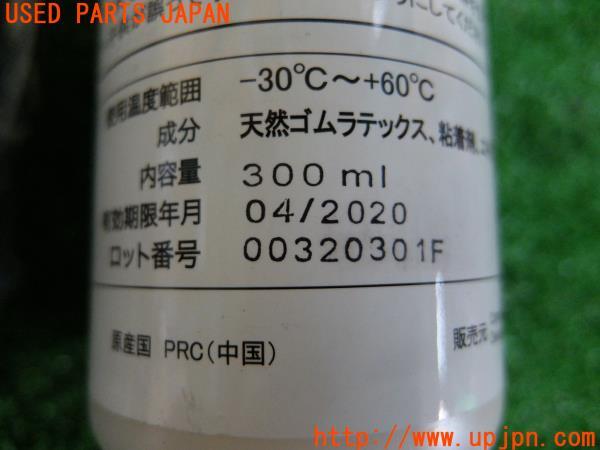 USED PARTS JAPAN
使用温度範囲 -30℃～+60℃
成分 天然ゴムラテックス、粘着剤、
内容量 300 ml
有効期限年月 04/2020
ロット番号 00320301F
原産国 PRC(中国)
販売元
UPJ www.upjpn.com